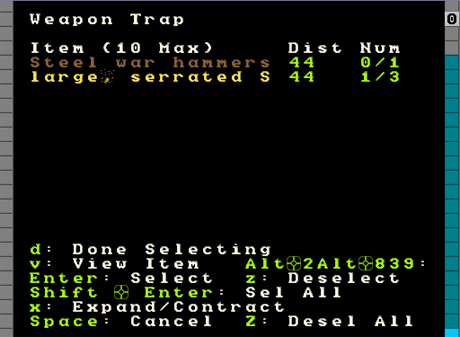 Weapon Trap
Item (10 Max) Dist Num
Steel war hammers 44 0/1
large, serrated S 44 1/3
d: Done Selecting
v: View Item Alt+2Alt+839:
Enter: Select z: Deselect
Shift + Enter: Sel All
x: Expand/Contract
Space: Cancel Z: Desel All
0